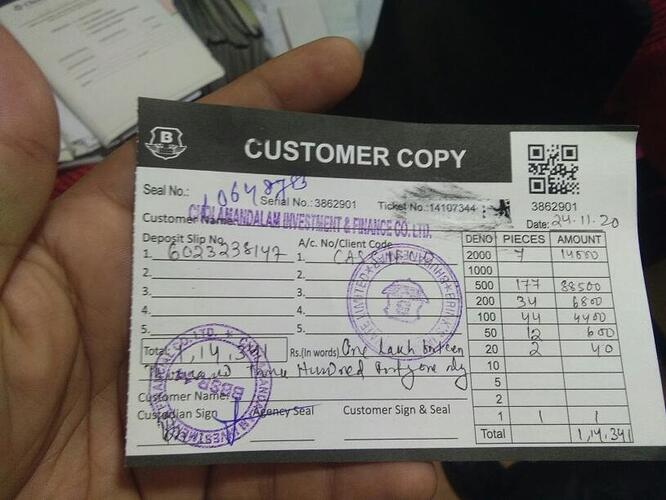 B
CUSTOMER COPY
Seal No.: Serial No.: 3862901 Ticket No.: 14107344
3862901
CHOLAMANDALAM INVESTMENT & FINANCE CO. LTD.
Customer Name:
Date: 24.11.20
Deposit Slip No. A/c. No/Client Code
1. 6023238147 1.
2. 2.
3. 3.
4. 4.
5. 5.
Total 1,14,341 Rs.(In words) One lakh fourteen
Thousand Three Hundred forty one only
Customer Name
Custodian Sign Agency Seal Customer Sign & Seal
DENO PIECES AMOUNT
2000 7 14000
1000
500 177 88500
200 34 6800
100 44 4400
50 12 600
20 2 40
10
5
2
1 1 1
Total 1,14,341